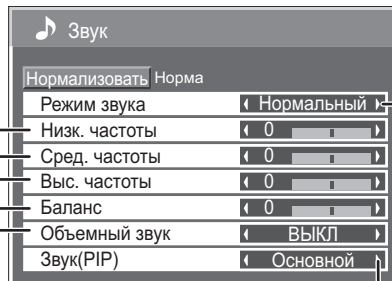 Звук
Нормализовать Норма
Режим звука Нормальный
Низк. частоты 0
Сред. частоты 0
Выс. частоты 0
Баланс 0
Объемный звук ВЫКЛ
Звук(PIP) Основной